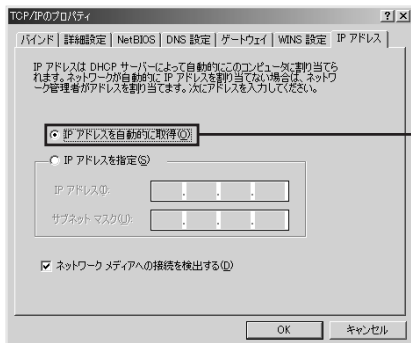 TCP/IPのプロパティ
バインド 詳細設定 NetBIOS DNS 設定 ゲートウェイ WINS 設定 IP アドレス
IP アドレスは DHCP サーバーによって自動的にこのコンピュータに割り当てら
れます。ネットワークが自動的に IP アドレスを割り当てない場合は、ネットワ
ーク管理者がアドレスを割り当てます。次にアドレスを入力してください。
IP アドレスを自動的に取得(O)
IP アドレスを指定(S)
IP アドレス(I):
サブネット マスク(U):
ネットワーク メディアへの接続を検出する(D)
OK キャンセル